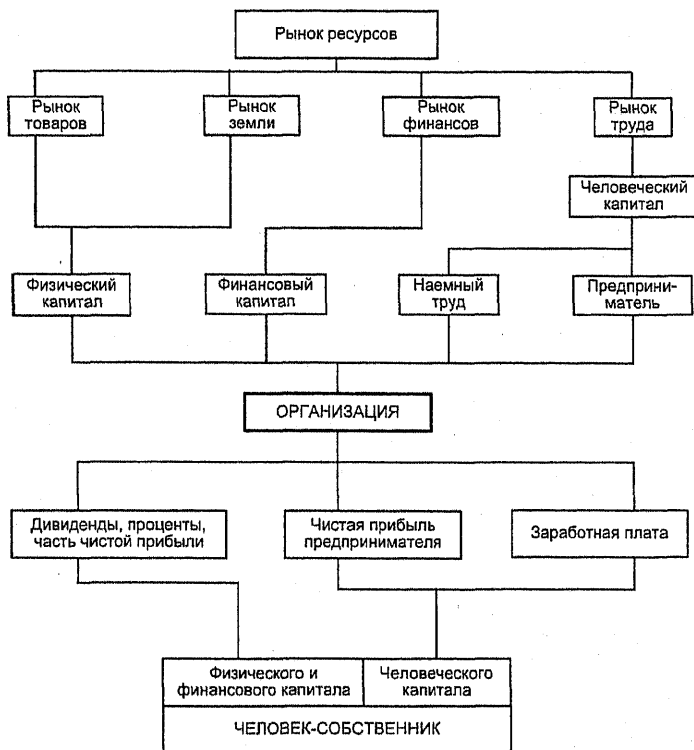 Рынок ресурсов
Рынок
товаров
Рынок
земли
Рынок
финансов
Рынок
труда
Человеческий
капитал
Физический
капитал
Финансовый
капитал
Наемный
труд
Предприни-
матель
ОРГАНИЗАЦИЯ
Дивиденды, проценты,
часть чистой прибыли
Чистая прибыль
предпринимателя
Заработная плата
Физического и
финансового капитала
Человеческого
капитала
ЧЕЛОВЕК-СОБСТВЕННИК